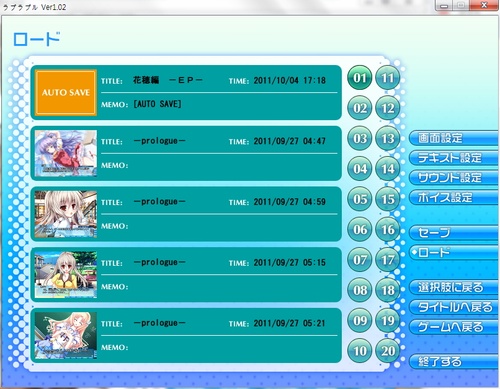 ラブラブル Ver1.02
ロード
AUTO SAVE
TITLE: 花穂編 －ＥＰ－ TIME: 2011/10/04 17:18
MEMO: [AUTO SAVE]
TITLE: －prologue－ TIME: 2011/09/27 04:47
MEMO:
TITLE: －prologue－ TIME: 2011/09/27 04:59
MEMO:
TITLE: －prologue－ TIME: 2011/09/27 05:15
MEMO:
TITLE: －prologue－ TIME: 2011/09/27 05:21
MEMO:
01 11
02 12
03 13
04 14
05 15
06 16
07 17
08 18
09 19
10 20
画面設定
テキスト設定
サウンド設定
ボイス設定
セーブ
ロード
選択肢に戻る
タイトルへ戻る
ゲームへ戻る
終了する